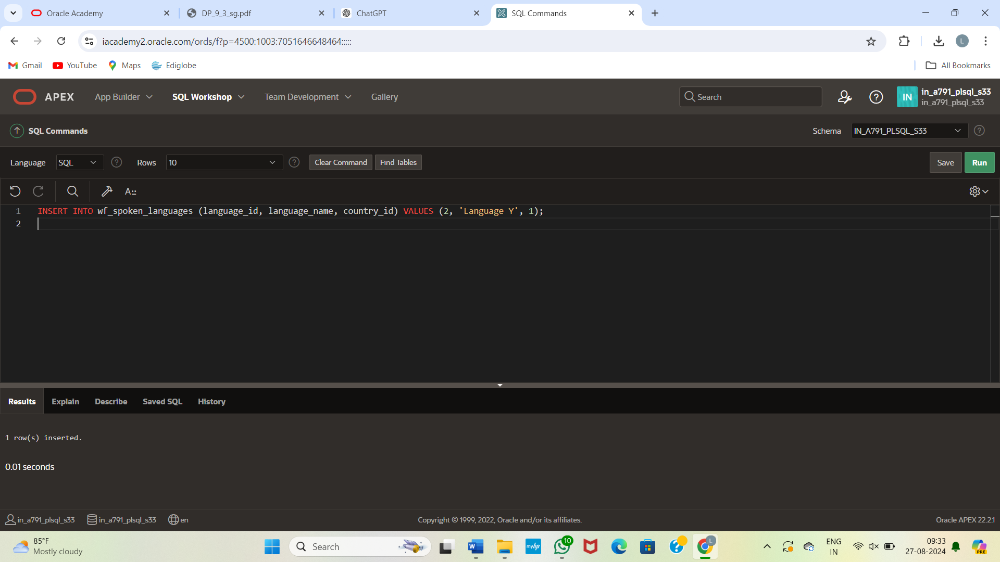 Oracle Academy
DP_9_3_sg.pdf
ChatGPT
SQL Commands
iacademy2.oracle.com/ords/f?p=4500:1003:7051646648464:::::
L
Gmail
YouTube
Maps
Ediglobe
All Bookmarks
APEX
App Builder
SQL Workshop
Team Development
Gallery
Search
IN
in_a791_plsql_s33
in_a791_plsql_s33
SQL Commands
Schema
IN_A791_PLSQL_S33
Language
SQL
Rows
10
Clear Command
Find Tables
Save
Run
A::
1
INSERT INTO wf_spoken_languages (language_id, language_name, country_id) VALUES (2, 'Language Y', 1);
2
Results
Explain
Describe
Saved SQL
History
1 row(s) inserted.
0.01 seconds
in_a791_plsql_s33
in_a791_plsql_s33
en
Copyright © 1999, 2022, Oracle and/or its affiliates.
Oracle APEX 22.2.1
85°F
Mostly cloudy
Search
W
myhp
10
L
ENG
IN
09:33
27-08-2024
PRE